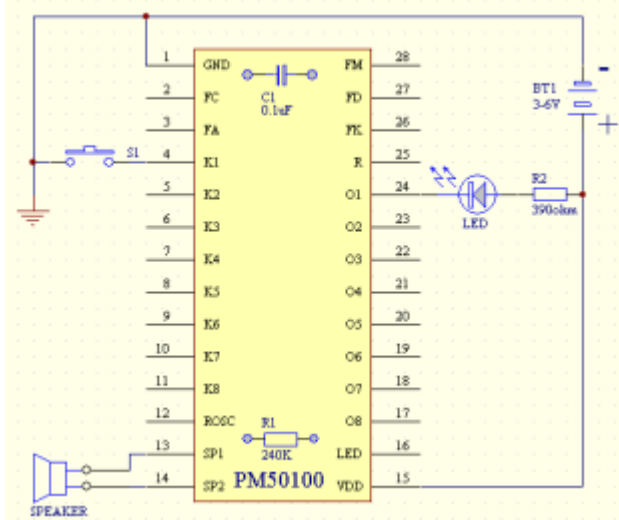 1 GND FM 28
2 FC C1 FD 27
3 FA 0.1uF FK 26
S1 4 K1 R 25
5 K2 O1 24
6 K3 O2 23
7 K4 O3 22
8 K5 O4 21
9 K6 O5 20
10 K7 O6 19
11 K8 O7 18
12 ROSC R1 O8 17
13 SP1 240K LED 16
14 SP2 PM50100 VDD 15
SPEAKER
BT1 -
3-6V +
R2
390ohm
LED